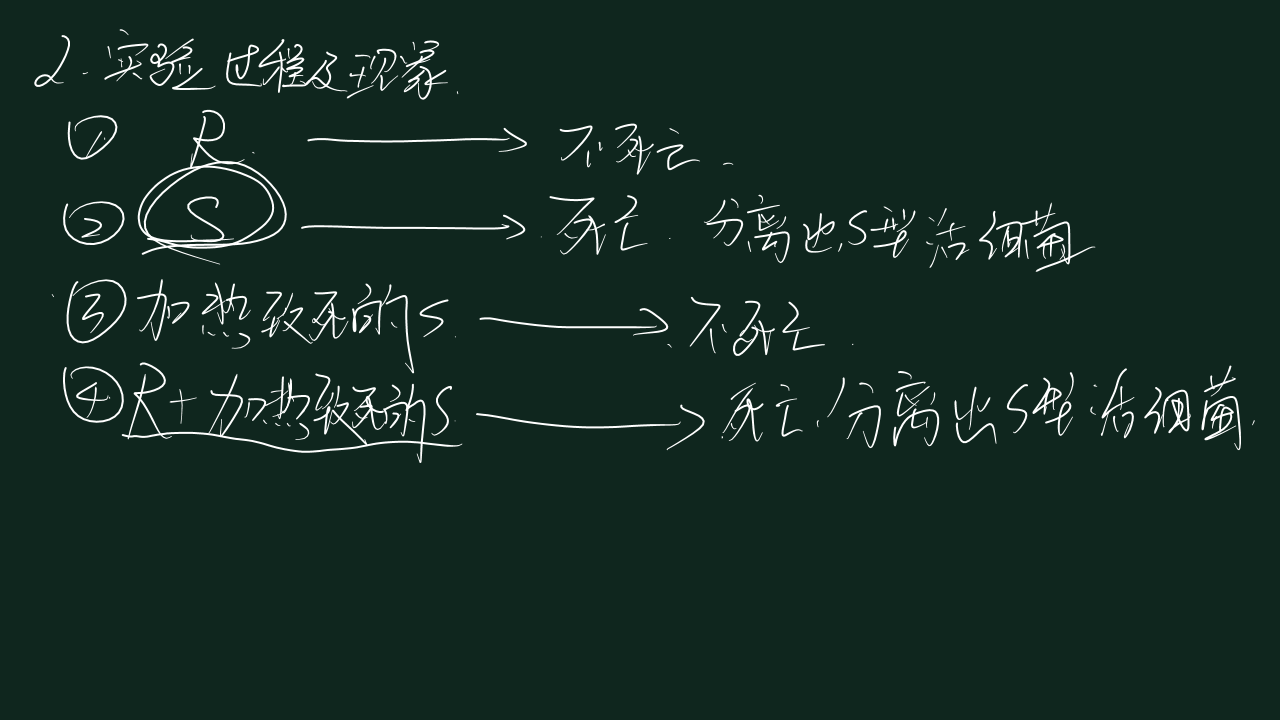 2.实验过程及现象.
① R. → 不死亡.
② S → 死亡. 分离出S型活细菌
③ 加热致死的S. → 不死亡.
④ R+加热致死的S. → 死亡,分离出S型活细菌.